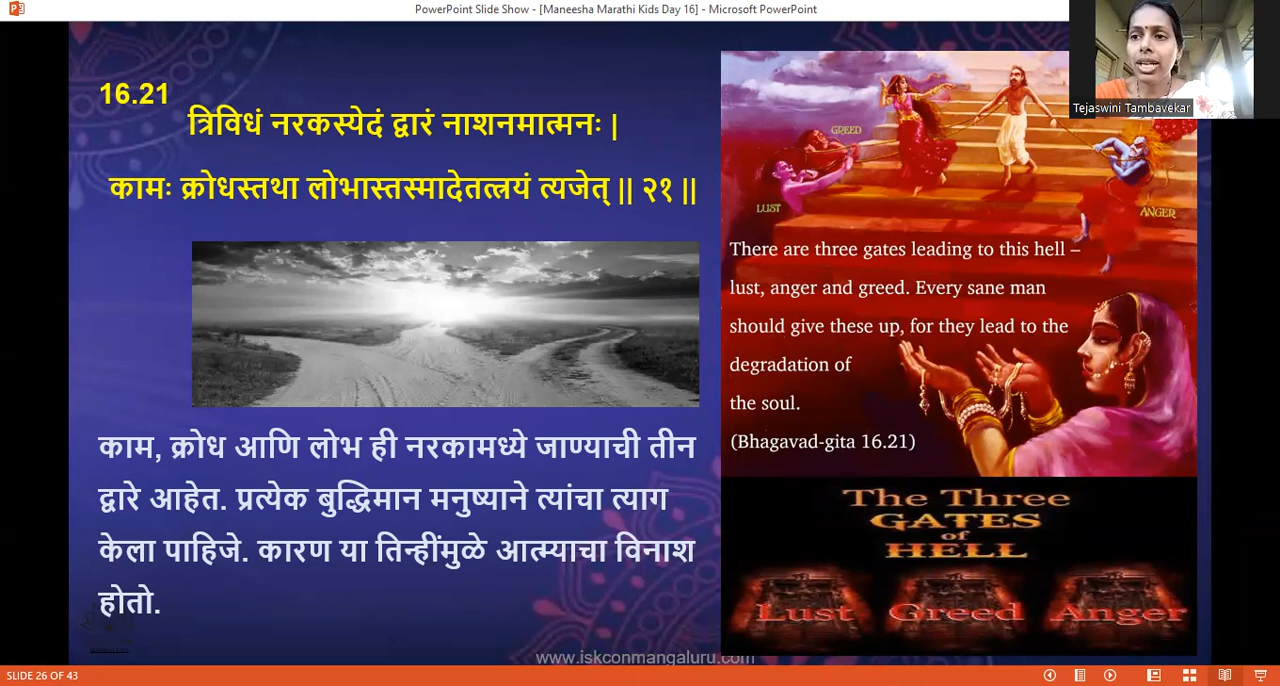 PowerPoint Slide Show - [Maneesha Marathi Kids Day 16] - Microsoft PowerPoint
Tejaswini Tambavekar
16.21
त्रिविधं नरकस्येदं द्वारं नाशनमात्मनः |
कामः क्रोधस्तथा लोभास्तस्मादेतत्त्रयं त्यजेत् || २१ ||
काम, क्रोध आणि लोभ ही नरकामध्ये जाण्याची तीन
द्वारे आहेत. प्रत्येक बुद्धिमान मनुष्याने त्यांचा त्याग
केला पाहिजे. कारण या तिन्हींमुळे आत्म्याचा विनाश
होतो.
GREED
LUST
ANGER
There are three gates leading to this hell –
lust, anger and greed. Every sane man
should give these up, for they lead to the
degradation of
the soul.
(Bhagavad-gita 16.21)
The Three
GATES
of
HELL
Lust Greed Anger
www.iskconmangaluru.com
SLIDE 26 OF 43